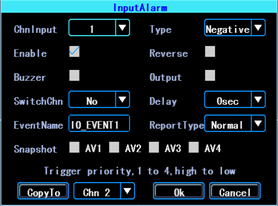 InputAlarm
ChnInput 1 Type Negative
Enable Reverse
Buzzer Output
SwitchChn No Delay 0sec
EventName IO_EVENT1 ReportType Normal
Snapshot AV1 AV2 AV3 AV4
Trigger priority,1 to 4,high to low
CopyTo Chn 2 Ok Cancel